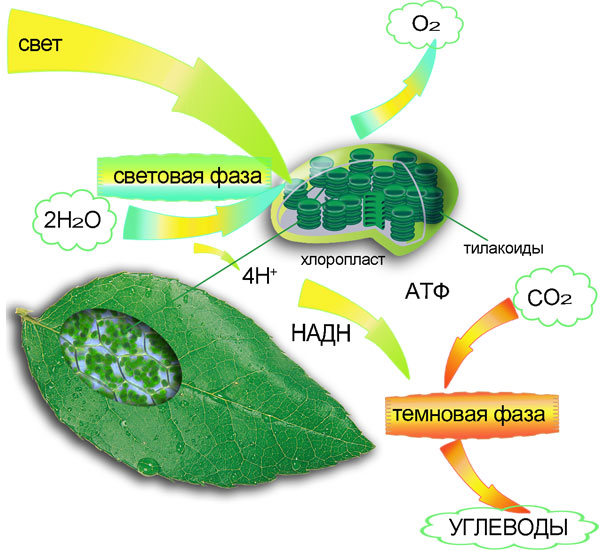 O₂
свет
световая фаза
2H₂O
тилакоиды
хлоропласт
4H⁺
АТФ
CO₂
НАДН
темновая фаза
УГЛЕВОДЫ